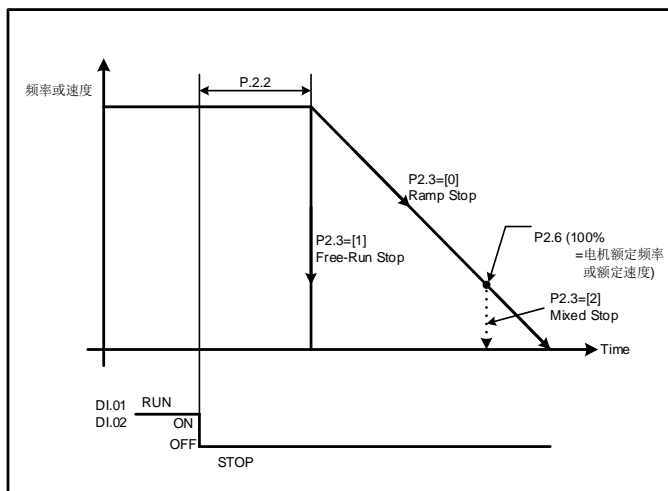 P.2.2
频率或速度
P2.3=[0]
Ramp Stop
P2.6 (100%
=电机额定频率
或额定速度)
P2.3=[1]
Free-Run Stop
P2.3=[2]
Mixed Stop
Time
DI.01 RUN
DI.02 ON
OFF
STOP